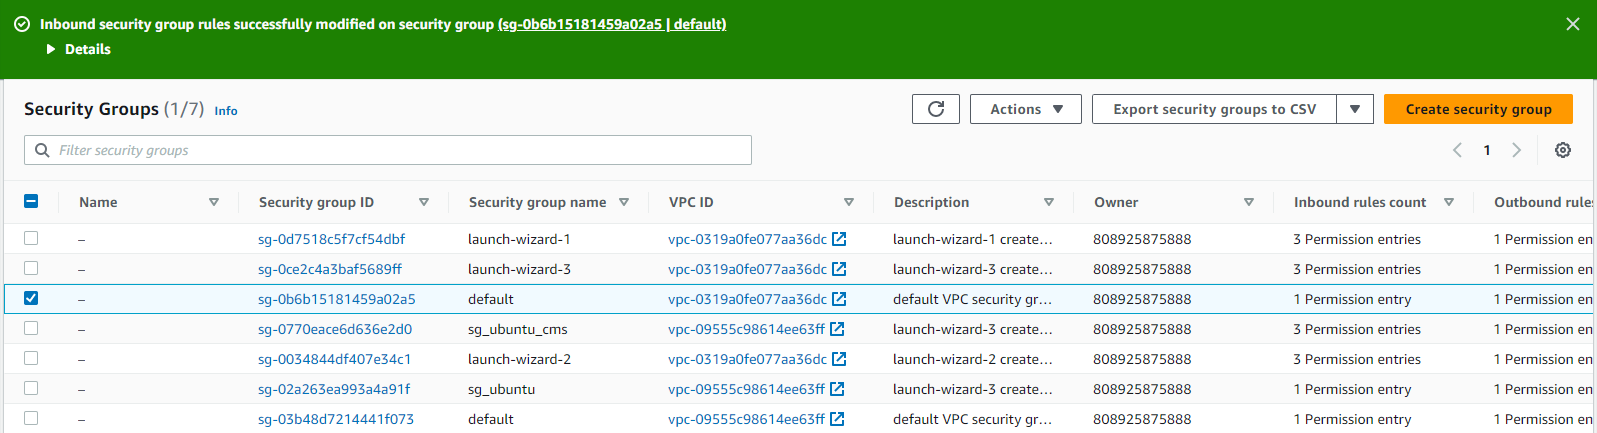 Inbound security group rules successfully modified on security group (sg-0b6b15181459a02a5 | default)
Details
Security Groups (1/7) Info
Actions
Export security groups to CSV
Create security group
Filter security groups
1
Name Security group ID Security group name VPC ID Description Owner Inbound rules count Outbound rules
– sg-0d7518c5f7cf54dbf launch-wizard-1 vpc-0319a0fe077aa36dc launch-wizard-1 create... 808925875888 3 Permission entries 1 Permission en
– sg-0ce2c4a3baf5689ff launch-wizard-3 vpc-0319a0fe077aa36dc launch-wizard-3 create... 808925875888 3 Permission entries 1 Permission en
– sg-0b6b15181459a02a5 default vpc-0319a0fe077aa36dc default VPC security gr... 808925875888 1 Permission entry 1 Permission en
– sg-0770eace6d636e2d0 sg_ubuntu_cms vpc-09555c98614ee63ff launch-wizard-3 create... 808925875888 3 Permission entries 1 Permission en
– sg-0034844df407e34c1 launch-wizard-2 vpc-0319a0fe077aa36dc launch-wizard-2 create... 808925875888 3 Permission entries 1 Permission en
– sg-02a263ea993a4a91f sg_ubuntu vpc-09555c98614ee63ff launch-wizard-3 create... 808925875888 1 Permission entry 1 Permission en
– sg-03b48d7214441f073 default vpc-09555c98614ee63ff default VPC security gr... 808925875888 1 Permission entry 1 Permission en